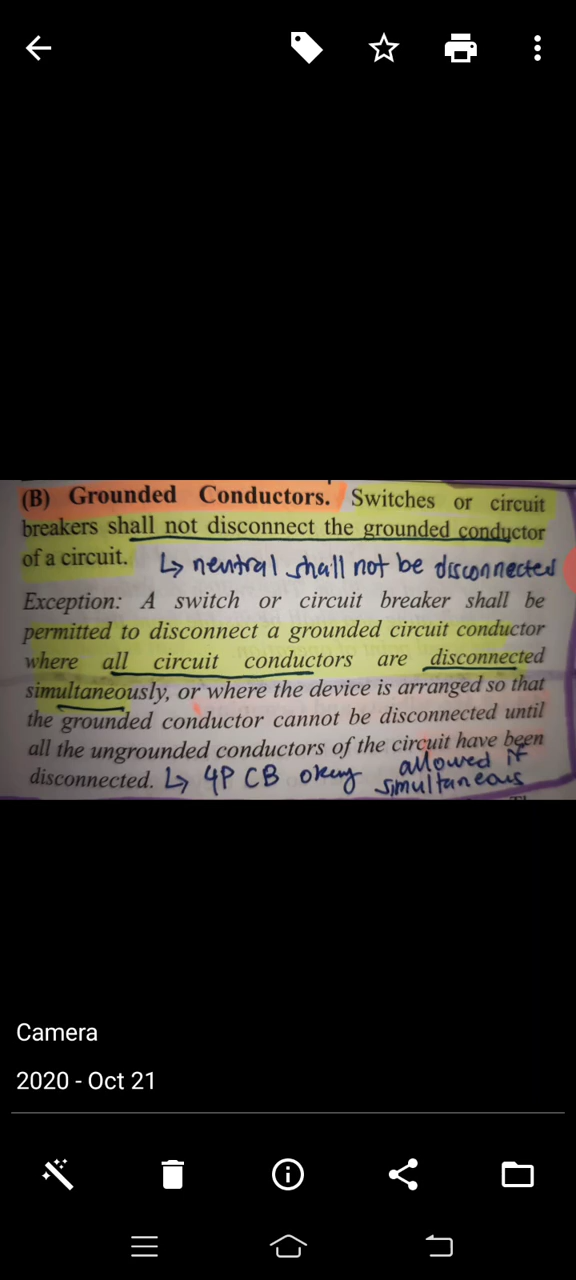 (B) Grounded Conductors. Switches or circuit
breakers shall not disconnect the grounded conductor
of a circuit. ↳ neutral shall not be disconnected
Exception: A switch or circuit breaker shall be
permitted to disconnect a grounded circuit conductor
where all circuit conductors are disconnected
simultaneously, or where the device is arranged so that
the grounded conductor cannot be disconnected until
all the ungrounded conductors of the circuit have been
disconnected. ↳ 4P CB okay allowed if
simultaneous
Camera
2020 - Oct 21